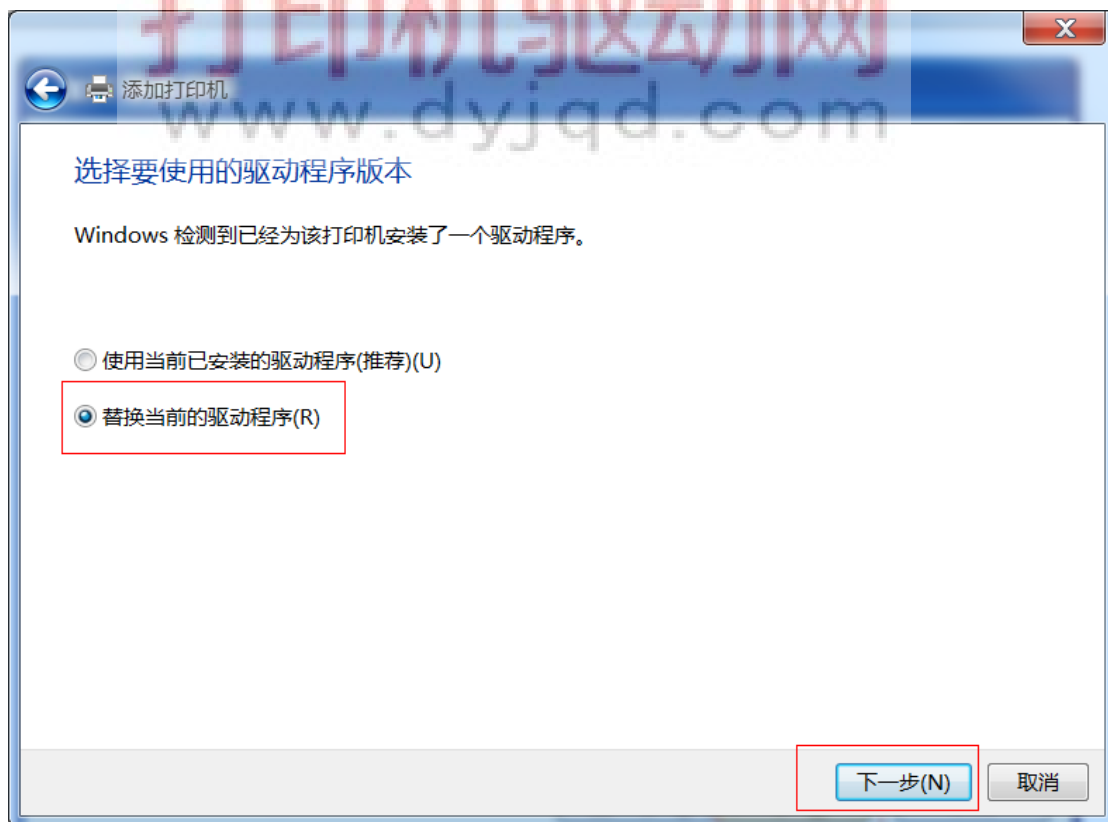 打印机驱动网
添加打印机
www.dyjqd.com
选择要使用的驱动程序版本
Windows 检测到已经为该打印机安装了一个驱动程序。
使用当前已安装的驱动程序(推荐)(U)
替换当前的驱动程序(R)
下一步(N) 取消